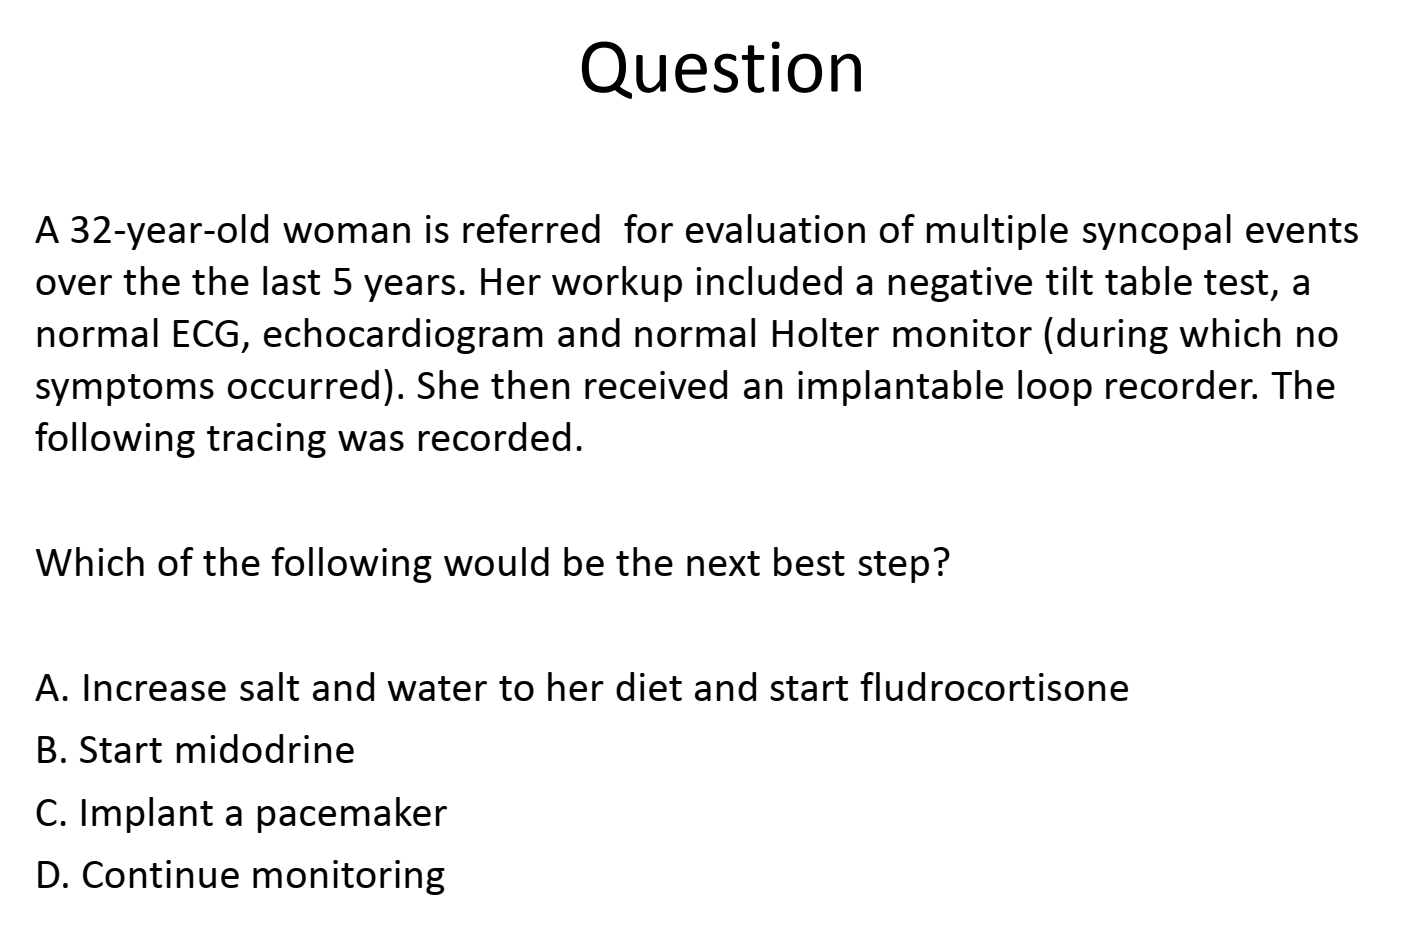 Question
A 32-year-old woman is referred  for evaluation of multiple syncopal events
over the the last 5 years. Her workup included a negative tilt table test, a
normal ECG, echocardiogram and normal Holter monitor (during which no
symptoms occurred). She then received an implantable loop recorder. The
following tracing was recorded.
Which of the following would be the next best step?
A. Increase salt and water to her diet and start fludrocortisone
B. Start midodrine
C. Implant a pacemaker
D. Continue monitoring